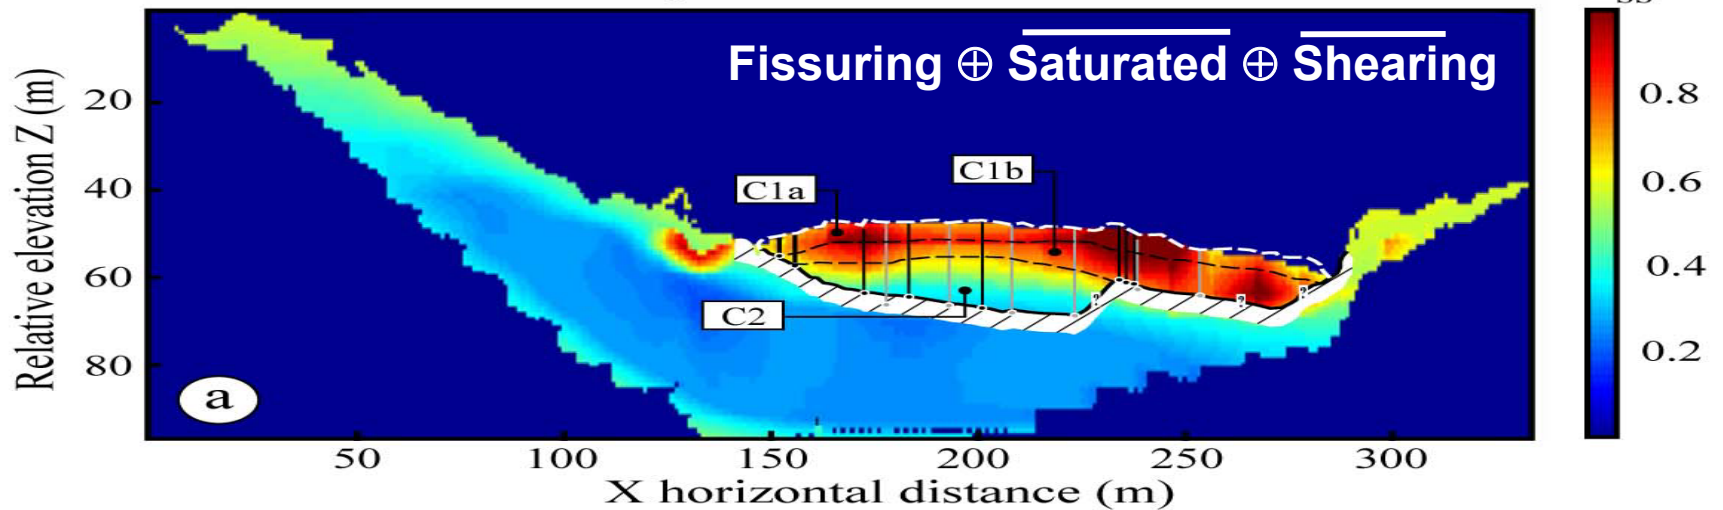 Fissuring ⊕ Saturated ⊕ Shearing
Relative elevation Z (m)
20
40
60
80
C1a
C1b
C2
?
?
?
a
50
100
150
200
250
300
X horizontal distance (m)
0.8
0.6
0.4
0.2